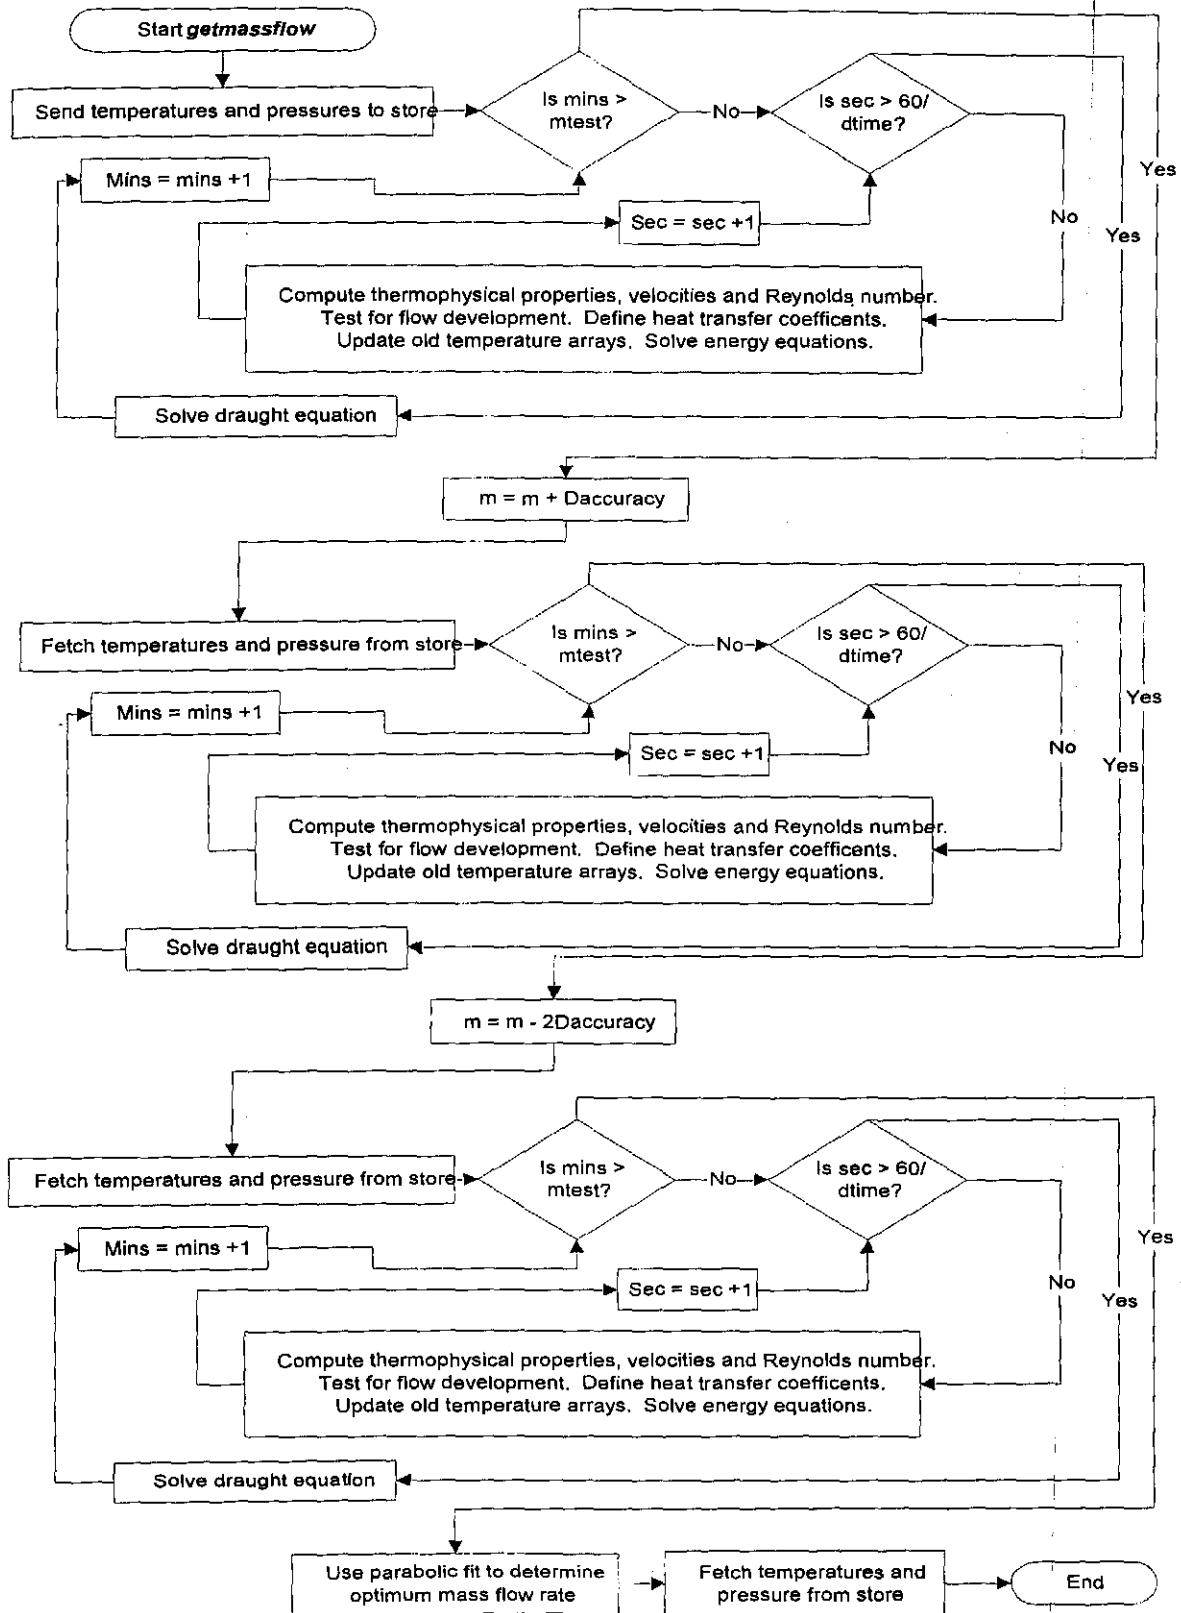 Start getmassflow
Send temperatures and pressures to store
Is mins >
mtest?
No
Is sec > 60/
dtime?
Yes
No
Yes
Mins = mins +1
Sec = sec +1
Compute thermophysical properties, velocities and Reynolds number.
Test for flow development. Define heat transfer coefficents.
Update old temperature arrays. Solve energy equations.
Solve draught equation
m = m + Daccuracy
Fetch temperatures and pressure from store
Is mins >
mtest?
No
Is sec > 60/
dtime?
Yes
No
Yes
Mins = mins +1
Sec = sec +1
Compute thermophysical properties, velocities and Reynolds number.
Test for flow development. Define heat transfer coefficents.
Update old temperature arrays. Solve energy equations.
Solve draught equation
m = m - 2Daccuracy
Fetch temperatures and pressure from store
Is mins >
mtest?
No
Is sec > 60/
dtime?
Yes
No
Yes
Mins = mins +1
Sec = sec +1
Compute thermophysical properties, velocities and Reynolds number.
Test for flow development. Define heat transfer coefficents.
Update old temperature arrays. Solve energy equations.
Solve draught equation
Use parabolic fit to determine
optimum mass flow rate
Fetch temperatures and
pressure from store
End